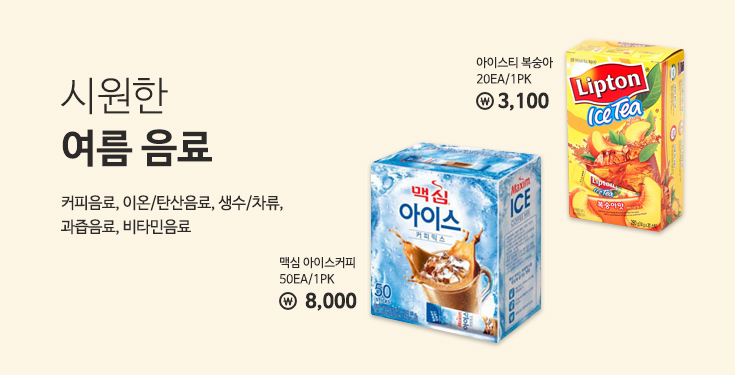 시원한
여름 음료
커피음료, 이온/탄산음료, 생수/차류,
과즙음료, 비타민음료
아이스티 복숭아
20EA/1PK
₩ 3,100
Lipton
Ice Tea
Lipton
Ice Tea
복숭아맛
맥심 아이스커피
50EA/1PK
₩ 8,000
맥심
아이스
커피믹스
50
Maxim
ICE